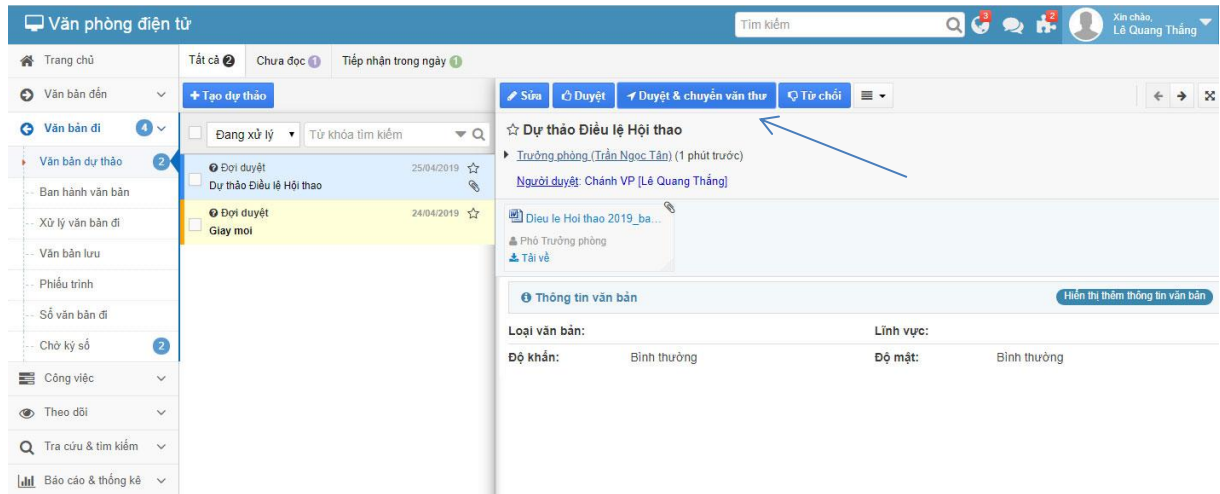 Văn phòng điện tử
Tìm kiếm
3
2
Xin chào,
Lê Quang Thắng
Trang chủ
Văn bản đến
Văn bản đi 4
Văn bản dự thảo 2
Ban hành văn bản
Xử lý văn bản đi
Văn bản lưu
Phiếu trình
Sổ văn bản đi
Chờ ký số 2
Công việc
Theo dõi
Tra cứu & tìm kiếm
Báo cáo & thống kê
Tất cả 2 Chưa đọc 1 Tiếp nhận trong ngày 1
+ Tạo dự thảo
Đang xử lý Từ khóa tìm kiếm
Đợi duyệt 25/04/2019
Dự thảo Điều lệ Hội thao
Đợi duyệt 24/04/2019
Giay moi
Sửa Duyệt Duyệt & chuyển văn thư Từ chối
Dự thảo Điều lệ Hội thao
Trưởng phòng (Trần Ngọc Tân) (1 phút trước)
Người duyệt: Chánh VP [Lê Quang Thắng]
Dieu le Hoi thao 2019_ba...
Phó Trưởng phòng
Tải về
Thông tin văn bản Hiển thị thêm thông tin văn bản
Loại văn bản: Lĩnh vực:
Độ khẩn: Bình thường Độ mật: Bình thường